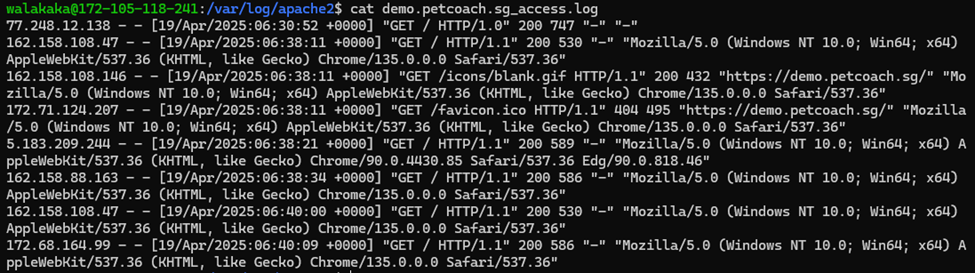 walakaka@172-105-118-241:/var/log/apache2$ cat demo.petcoach.sg_access.log
77.248.12.138 - - [19/Apr/2025:06:30:52 +0000] "GET / HTTP/1.0" 200 747 "-" "-"
162.158.108.47 - - [19/Apr/2025:06:38:11 +0000] "GET / HTTP/1.1" 200 530 "-" "Mozilla/5.0 (Windows NT 10.0; Win64; x64)
AppleWebKit/537.36 (KHTML, like Gecko) Chrome/135.0.0.0 Safari/537.36"
162.158.108.146 - - [19/Apr/2025:06:38:11 +0000] "GET /icons/blank.gif HTTP/1.1" 200 432 "https://demo.petcoach.sg/" "Mo
zilla/5.0 (Windows NT 10.0; Win64; x64) AppleWebKit/537.36 (KHTML, like Gecko) Chrome/135.0.0.0 Safari/537.36"
172.71.124.207 - - [19/Apr/2025:06:38:11 +0000] "GET /favicon.ico HTTP/1.1" 404 495 "https://demo.petcoach.sg/" "Mozilla
/5.0 (Windows NT 10.0; Win64; x64) AppleWebKit/537.36 (KHTML, like Gecko) Chrome/135.0.0.0 Safari/537.36"
5.183.209.244 - - [19/Apr/2025:06:38:21 +0000] "GET / HTTP/1.1" 200 589 "-" "Mozilla/5.0 (Windows NT 10.0; Win64; x64) A
ppleWebKit/537.36 (KHTML, like Gecko) Chrome/90.0.4430.85 Safari/537.36 Edg/90.0.818.46"
162.158.88.163 - - [19/Apr/2025:06:38:34 +0000] "GET / HTTP/1.1" 200 586 "-" "Mozilla/5.0 (Windows NT 10.0; Win64; x64)
AppleWebKit/537.36 (KHTML, like Gecko) Chrome/135.0.0.0 Safari/537.36"
162.158.108.47 - - [19/Apr/2025:06:40:00 +0000] "GET / HTTP/1.1" 200 530 "-" "Mozilla/5.0 (Windows NT 10.0; Win64; x64)
AppleWebKit/537.36 (KHTML, like Gecko) Chrome/135.0.0.0 Safari/537.36"
172.68.164.99 - - [19/Apr/2025:06:40:09 +0000] "GET / HTTP/1.1" 200 586 "-" "Mozilla/5.0 (Windows NT 10.0; Win64; x64) A
ppleWebKit/537.36 (KHTML, like Gecko) Chrome/135.0.0.0 Safari/537.36"